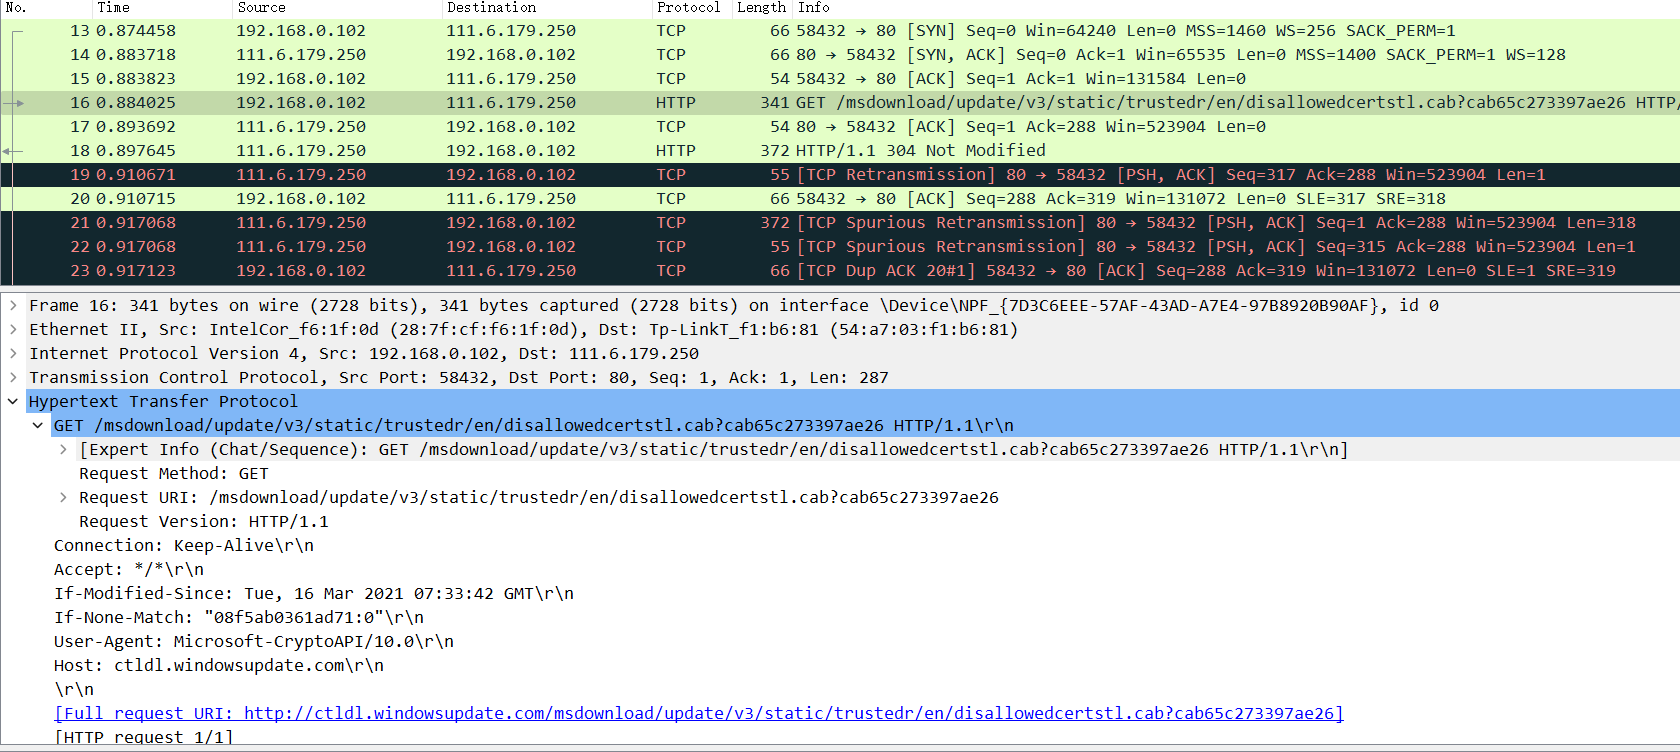 No. Time Source Destination Protocol Length Info
13 0.874458 192.168.0.102 111.6.179.250 TCP 66 58432 → 80 [SYN] Seq=0 Win=64240 Len=0 MSS=1460 WS=256 SACK_PERM=1
14 0.883718 111.6.179.250 192.168.0.102 TCP 66 80 → 58432 [SYN, ACK] Seq=0 Ack=1 Win=65535 Len=0 MSS=1400 SACK_PERM=1 WS=128
15 0.883823 192.168.0.102 111.6.179.250 TCP 54 58432 → 80 [ACK] Seq=1 Ack=1 Win=131584 Len=0
16 0.884025 192.168.0.102 111.6.179.250 HTTP 341 GET /msdownload/update/v3/static/trustedr/en/disallowedcertstl.cab?cab65c273397ae26 HTTP/
17 0.893692 111.6.179.250 192.168.0.102 TCP 54 80 → 58432 [ACK] Seq=1 Ack=288 Win=523904 Len=0
18 0.897645 111.6.179.250 192.168.0.102 HTTP 372 HTTP/1.1 304 Not Modified
19 0.910671 111.6.179.250 192.168.0.102 TCP 55 [TCP Retransmission] 80 → 58432 [PSH, ACK] Seq=317 Ack=288 Win=523904 Len=1
20 0.910715 192.168.0.102 111.6.179.250 TCP 66 58432 → 80 [ACK] Seq=288 Ack=319 Win=131072 Len=0 SLE=317 SRE=318
21 0.917068 111.6.179.250 192.168.0.102 TCP 372 [TCP Spurious Retransmission] 80 → 58432 [PSH, ACK] Seq=1 Ack=288 Win=523904 Len=318
22 0.917068 111.6.179.250 192.168.0.102 TCP 55 [TCP Spurious Retransmission] 80 → 58432 [PSH, ACK] Seq=315 Ack=288 Win=523904 Len=1
23 0.917123 192.168.0.102 111.6.179.250 TCP 66 [TCP Dup ACK 20#1] 58432 → 80 [ACK] Seq=288 Ack=319 Win=131072 Len=0 SLE=1 SRE=319
Frame 16: 341 bytes on wire (2728 bits), 341 bytes captured (2728 bits) on interface \Device\NPF_{7D3C6EEE-57AF-43AD-A7E4-97B8920B90AF}, id 0
Ethernet II, Src: IntelCor_f6:1f:0d (28:7f:cf:f6:1f:0d), Dst: Tp-LinkT_f1:b6:81 (54:a7:03:f1:b6:81)
Internet Protocol Version 4, Src: 192.168.0.102, Dst: 111.6.179.250
Transmission Control Protocol, Src Port: 58432, Dst Port: 80, Seq: 1, Ack: 1, Len: 287
Hypertext Transfer Protocol
GET /msdownload/update/v3/static/trustedr/en/disallowedcertstl.cab?cab65c273397ae26 HTTP/1.1\r\n
[Expert Info (Chat/Sequence): GET /msdownload/update/v3/static/trustedr/en/disallowedcertstl.cab?cab65c273397ae26 HTTP/1.1\r\n]
Request Method: GET
Request URI: /msdownload/update/v3/static/trustedr/en/disallowedcertstl.cab?cab65c273397ae26
Request Version: HTTP/1.1
Connection: Keep-Alive\r\n
Accept: */*\r\n
If-Modified-Since: Tue, 16 Mar 2021 07:33:42 GMT\r\n
If-None-Match: "08f5ab0361ad71:0"\r\n
User-Agent: Microsoft-CryptoAPI/10.0\r\n
Host: ctldl.windowsupdate.com\r\n
\r\n
[Full request URI: http://ctldl.windowsupdate.com/msdownload/update/v3/static/trustedr/en/disallowedcertstl.cab?cab65c273397ae26]
[HTTP request 1/1]